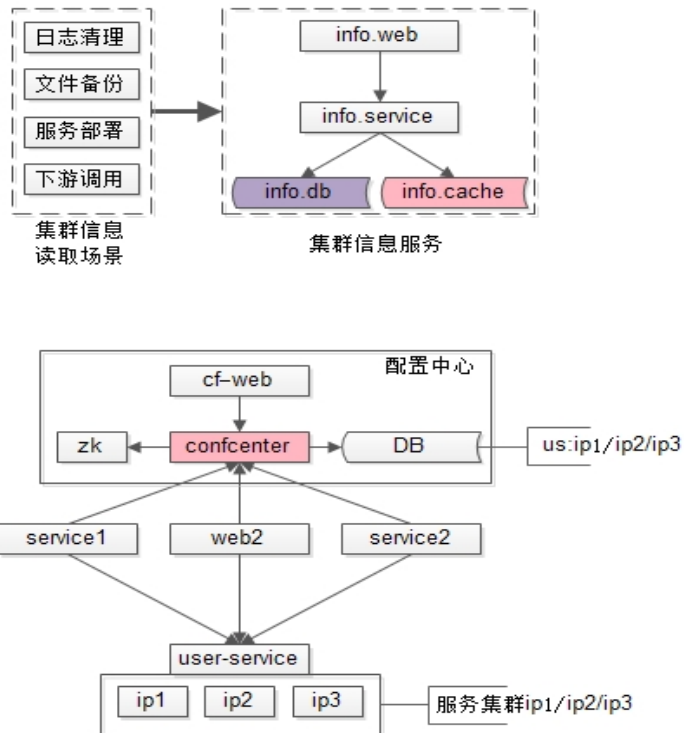 日志清理
文件备份
服务部署
下游调用
集群信息
读取场景
info.web
info.service
info.db
info.cache
集群信息服务
配置中心
cf-web
zk
confcenter
DB
us:ip1/ip2/ip3
service1
web2
service2
user-service
ip1
ip2
ip3
服务集群ip1/ip2/ip3